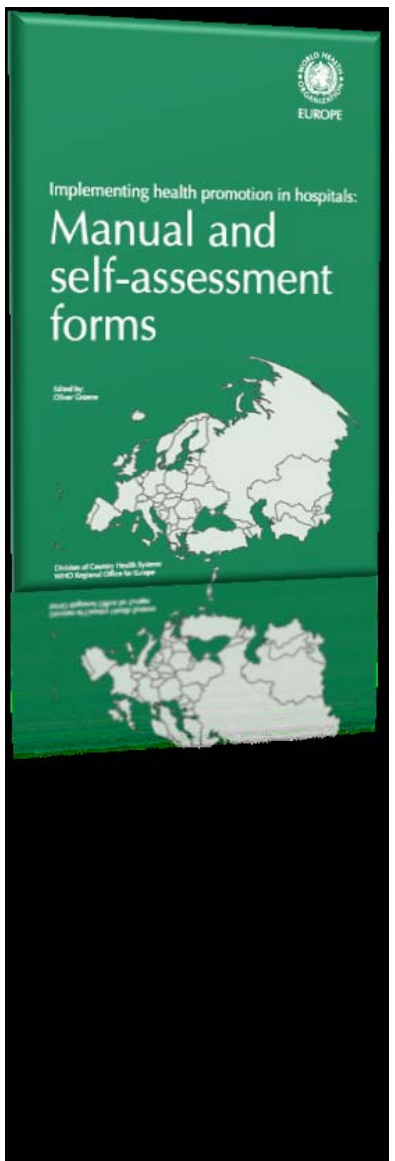 WORLD HEALTH ORGANIZATION
EUROPE
Implementing health promotion in hospitals:
Manual and
self-assessment
forms
Edited by:
Oliver Groene
Division of Country Health Systems
WHO Regional Office for Europe